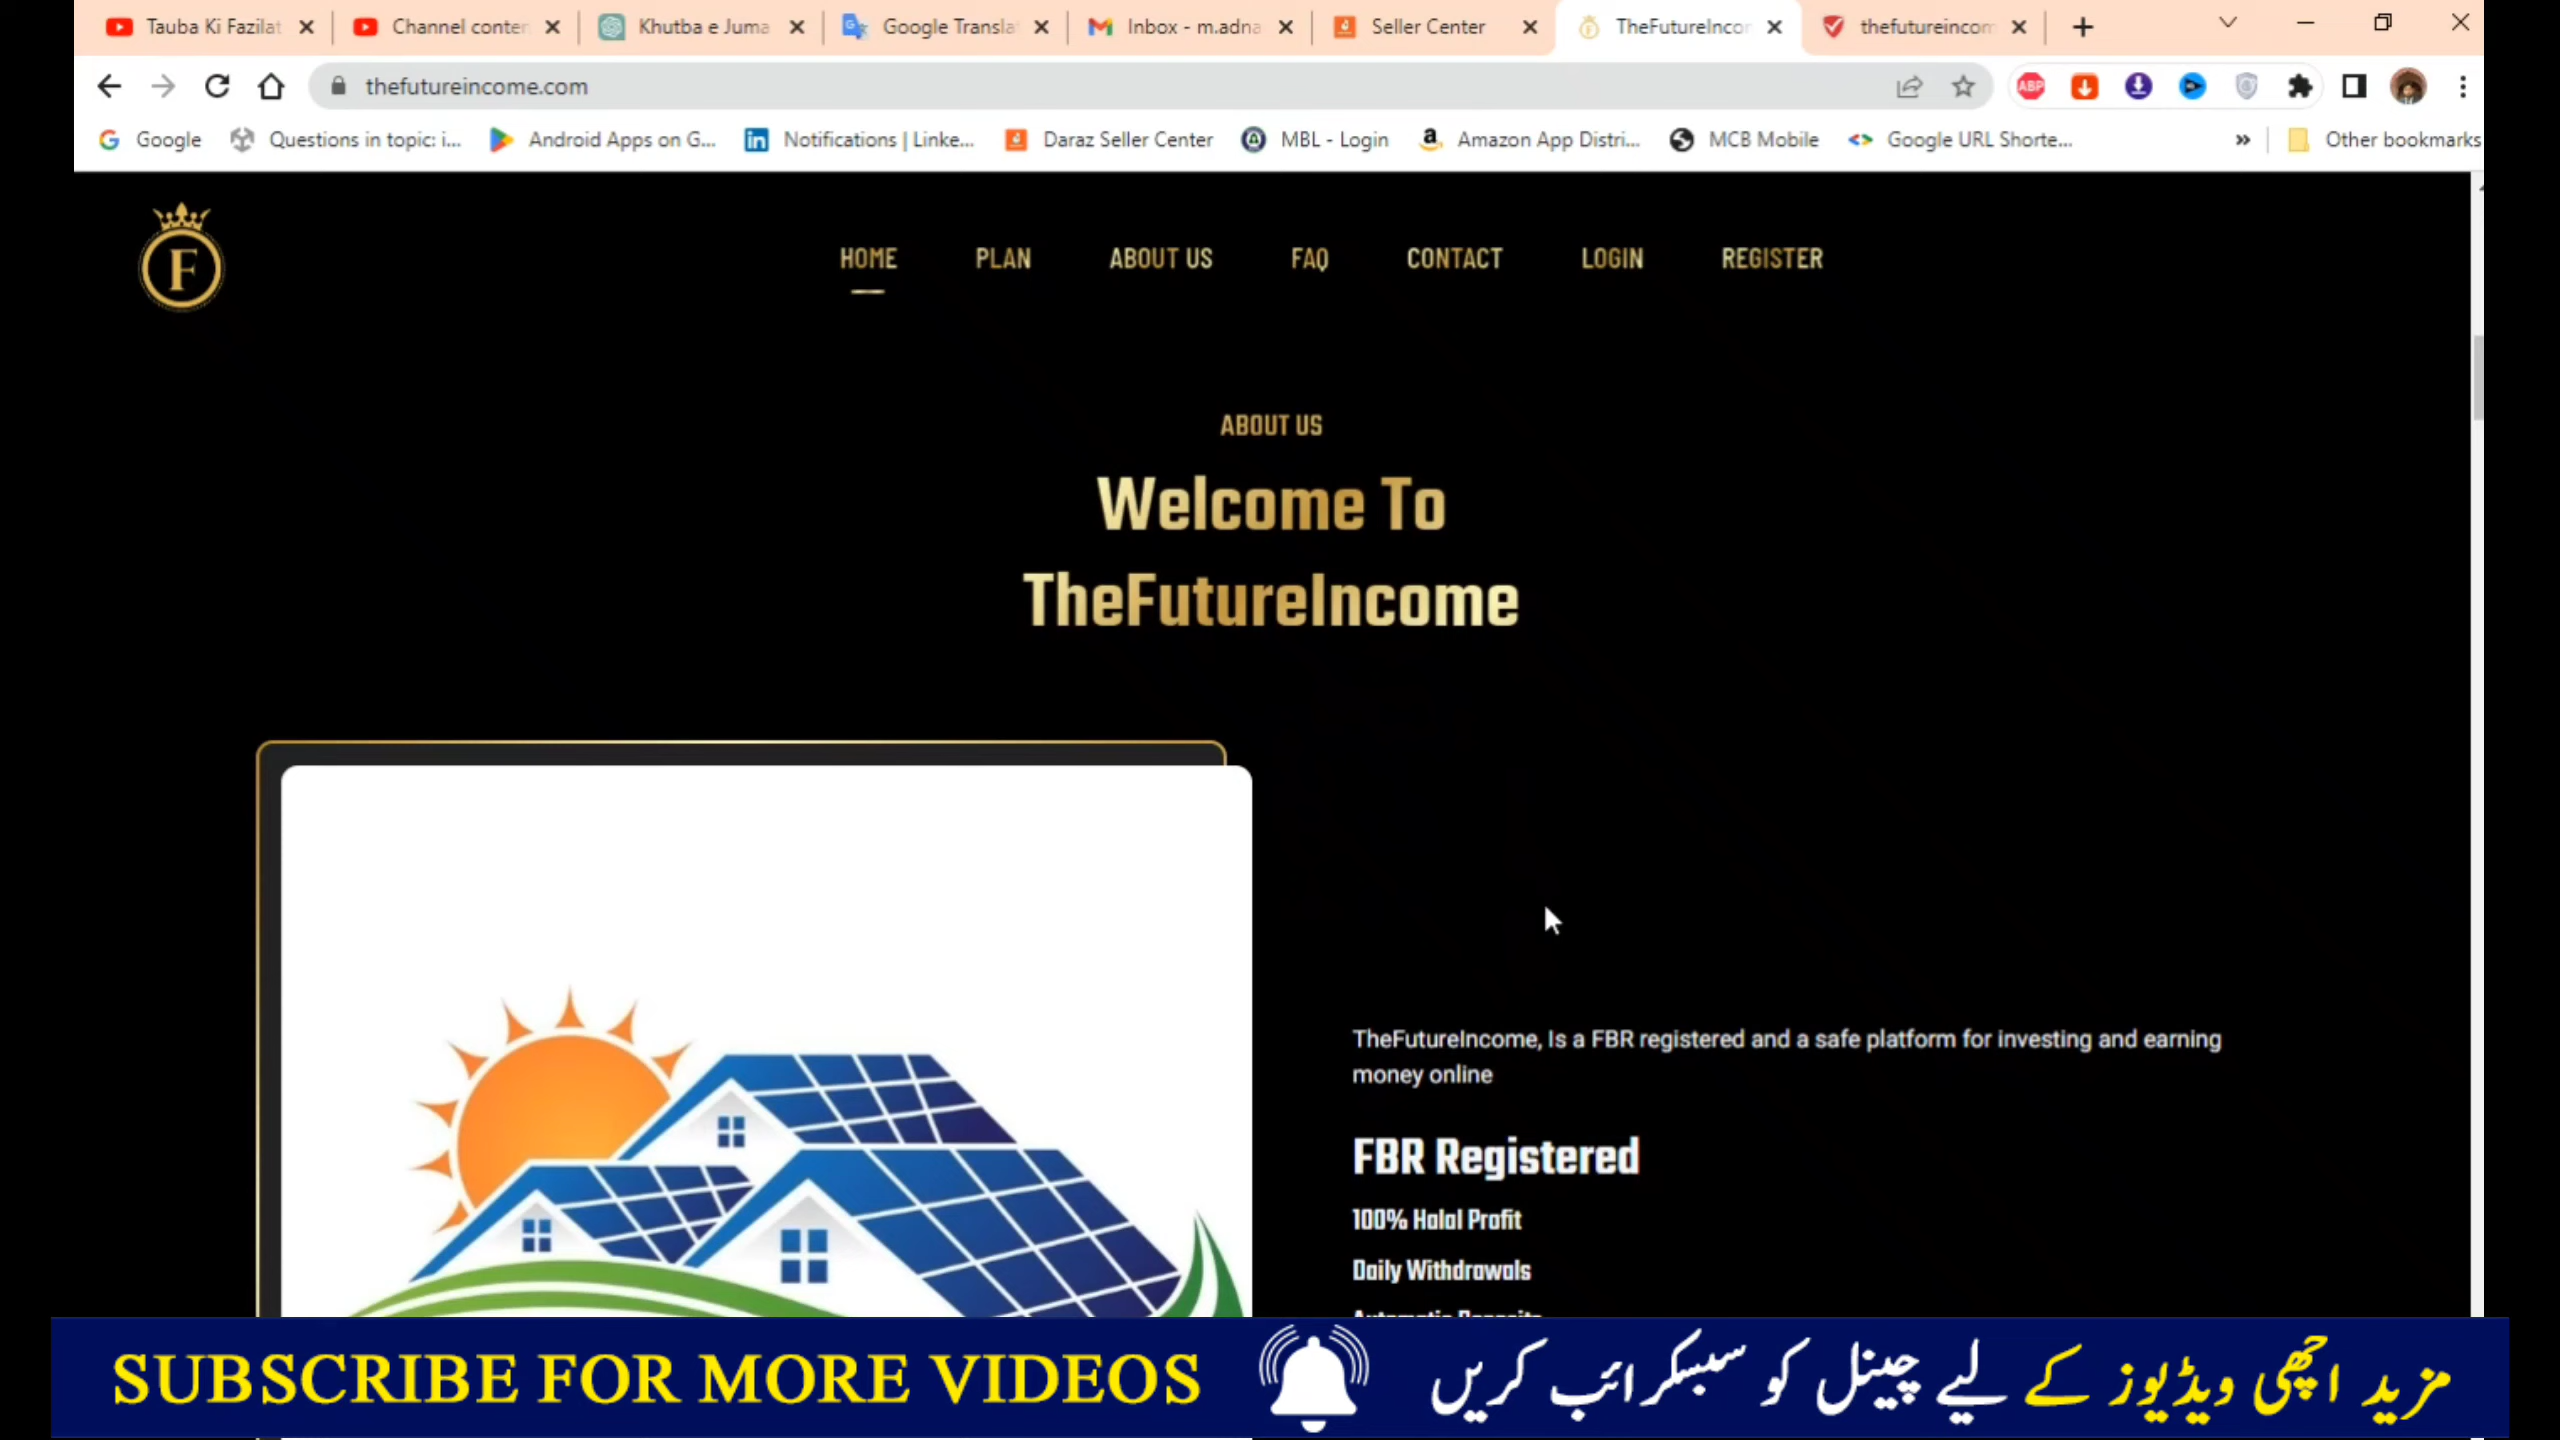 Tauba Ki Fazilat
Channel conten
Khutba e Juma
Google Transla
Inbox - m.adna
Seller Center
TheFutureIncor
thefutureincom
thefutureincome.com
ABP
Google
Questions in topic: i...
Android Apps on G...
Notifications | Linke...
Daraz Seller Center
MBL - Login
Amazon App Distri...
MCB Mobile
Google URL Shorte...
Other bookmarks
F
HOME
PLAN
ABOUT US
FAQ
CONTACT
LOGIN
REGISTER
ABOUT US
Welcome To
TheFutureIncome
TheFutureIncome, Is a FBR registered and a safe platform for investing and earning
money online
FBR Registered
100% Halal Profit
Daily Withdrawals
Automatic Deposits
SUBSCRIBE FOR MORE VIDEOS
مزید اچھی ویڈیوز کے لیے چینل کو سبسکرائب کریں